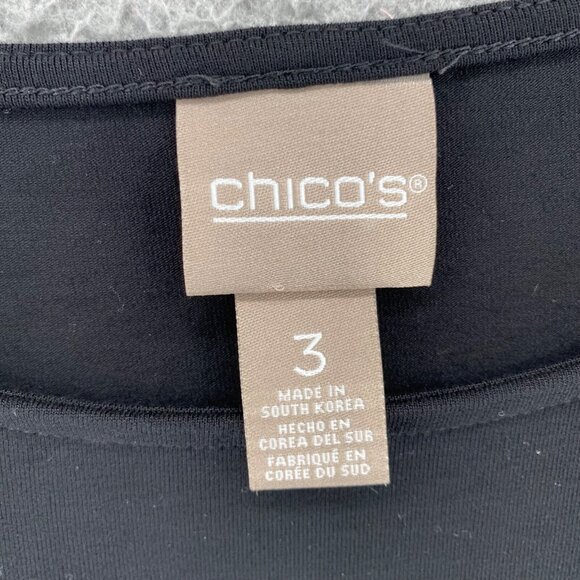 chico's®
3
MADE IN
SOUTH KOREA
HECHO EN
COREA DEL SUR
FABRIQUÉ EN
CORÉE DU SUD